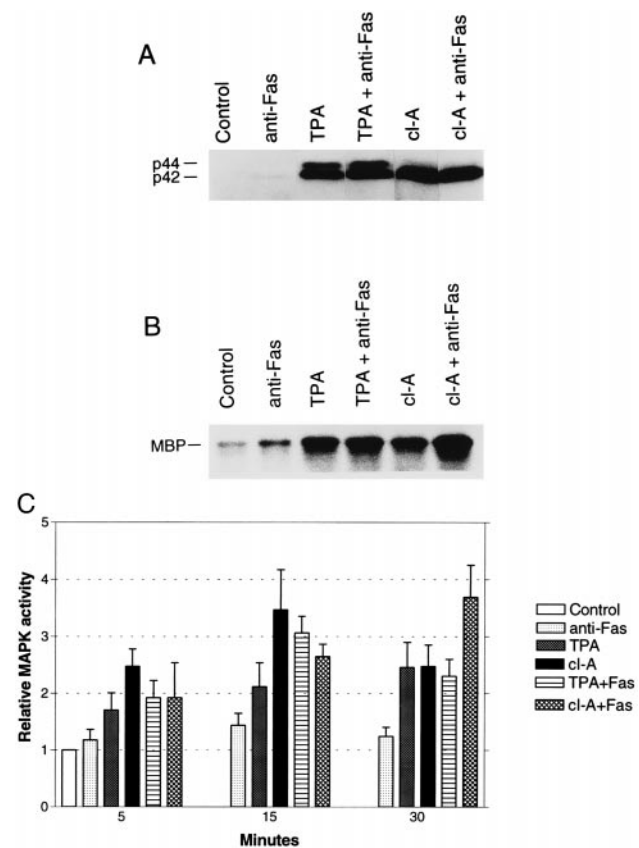 A
Control
anti-Fas
TPA
TPA + anti-Fas
cl-A
cl-A + anti-Fas
p44
p42
B
Control
anti-Fas
TPA
TPA + anti-Fas
cl-A
cl-A + anti-Fas
MBP
C
Relative MAPK activity
5
4
3
2
1
0
5
15
30
Minutes
Control
anti-Fas
TPA
cl-A
TPA+Fas
cl-A+Fas